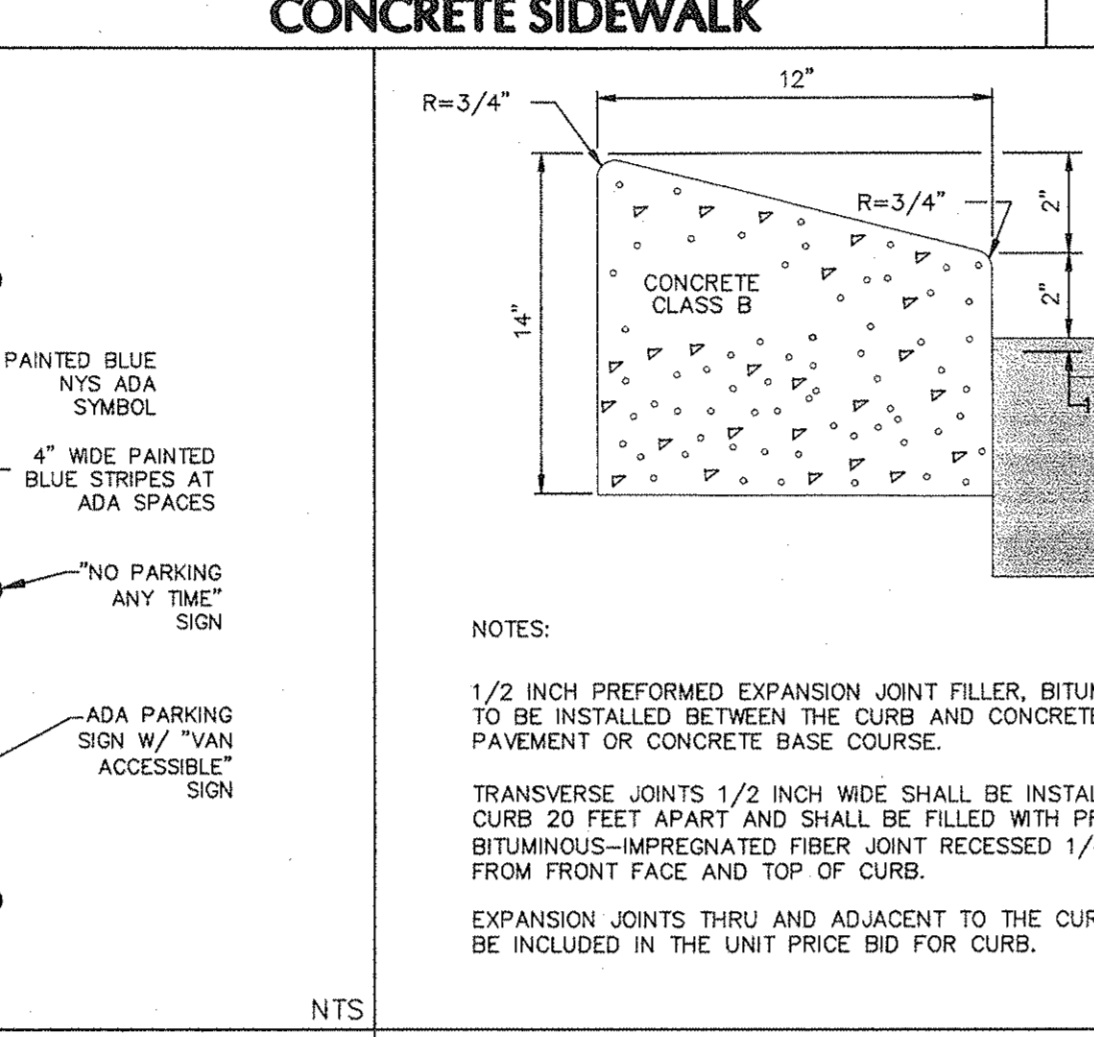 CONCRETE SIDEWALK
PAINTED BLUE
NYS ADA
SYMBOL
4" WIDE PAINTED
BLUE STRIPES AT
ADA SPACES
"NO PARKING
ANY TIME"
SIGN
ADA PARKING
SIGN W/ "VAN
ACCESSIBLE"
SIGN
NTS
12"
R=3/4"
R=3/4"
2"
2"
14"
CONCRETE
CLASS B
1
NOTES:
1/2 INCH PREFORMED EXPANSION JOINT FILLER, BITUM
TO BE INSTALLED BETWEEN THE CURB AND CONCRETE
PAVEMENT OR CONCRETE BASE COURSE.
TRANSVERSE JOINTS 1/2 INCH WIDE SHALL BE INSTAL
CURB 20 FEET APART AND SHALL BE FILLED WITH PR
BITUMINOUS-IMPREGNATED FIBER JOINT RECESSED 1/
FROM FRONT FACE AND TOP OF CURB.
EXPANSION JOINTS THRU AND ADJACENT TO THE CUR
BE INCLUDED IN THE UNIT PRICE BID FOR CURB.